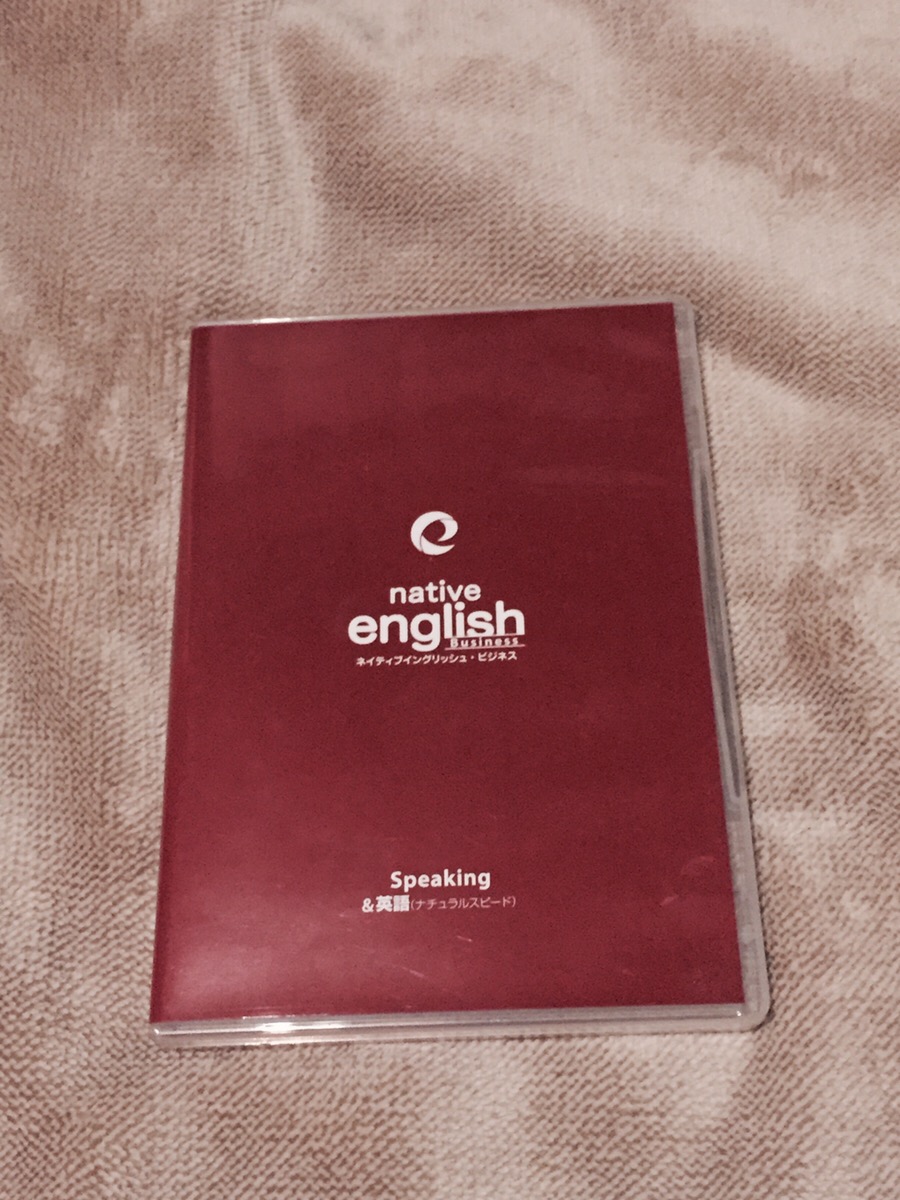 native
english
Business
ネイティブイングリッシュ・ビジネス
Speaking
&英語(ナチュラルスピード)